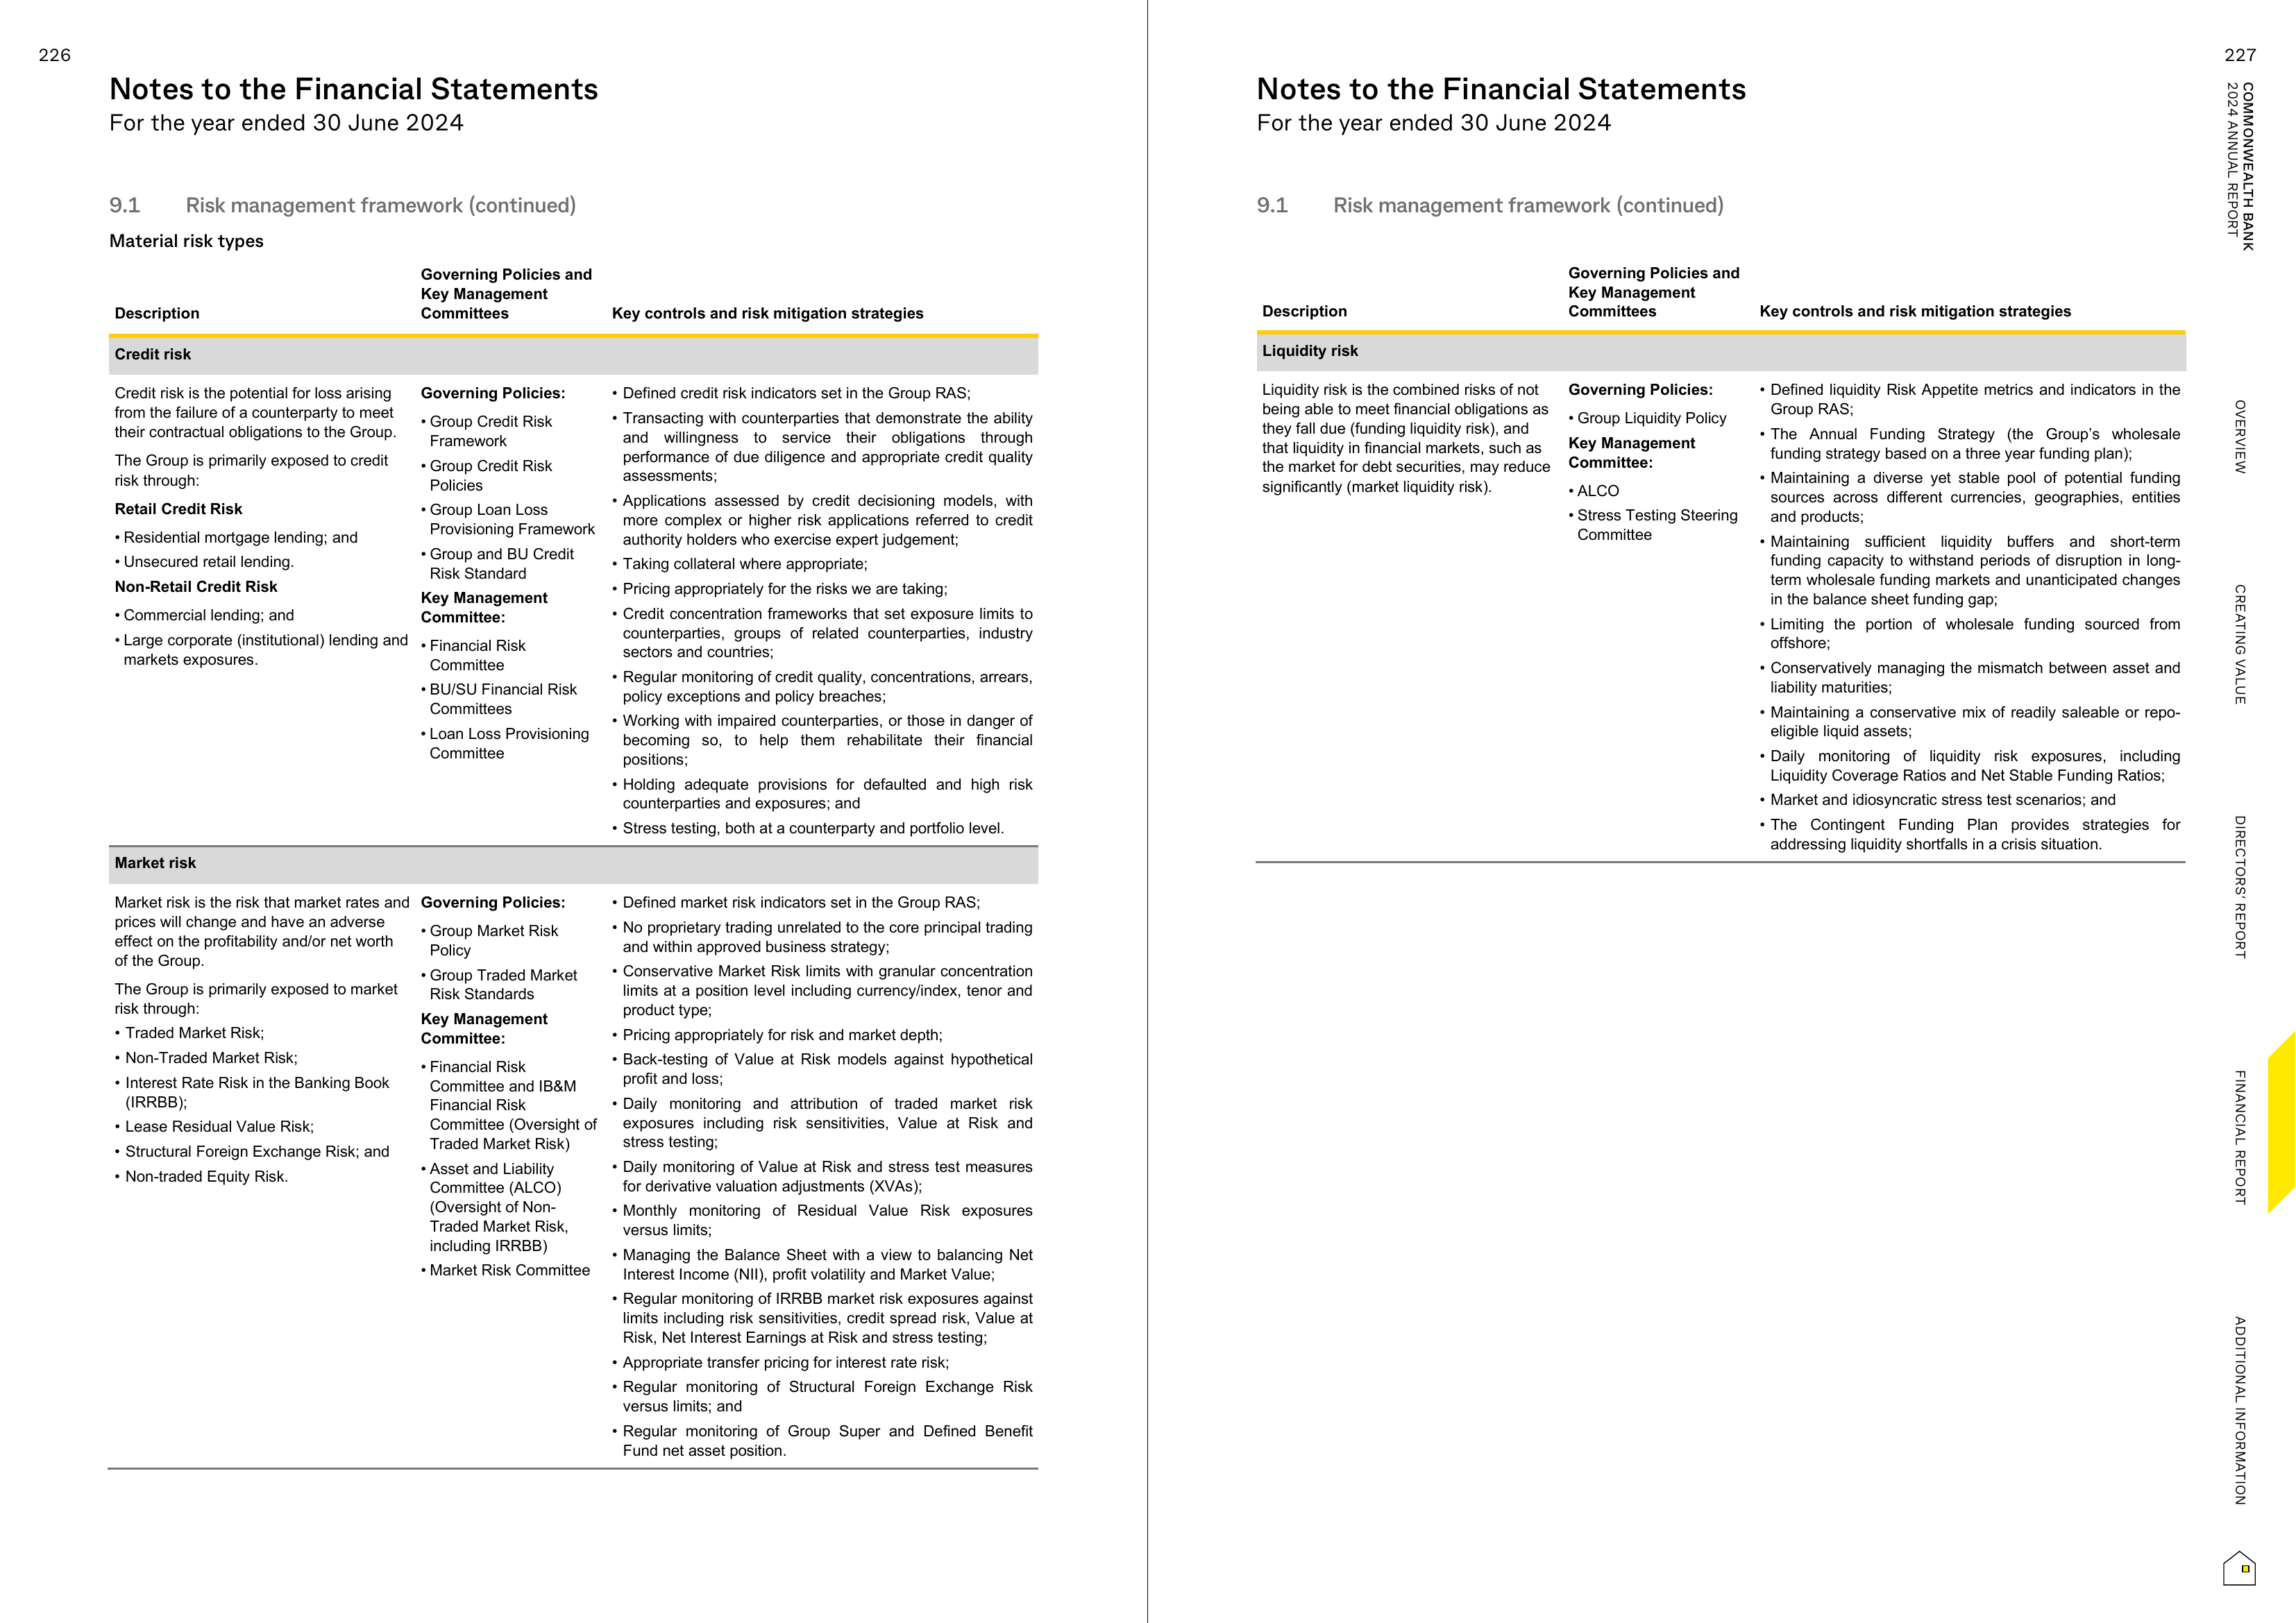 226
Notes to the Financial Statements
For the year ended 30 June 2024
9.1 Risk management framework (continued)
Material risk types
Description
Governing Policies and
Key Management
Committees
Key controls and risk mitigation strategies
Credit risk
Credit risk is the potential for loss arising
from the failure of a counterparty to meet
their contractual obligations to the Group.
The Group is primarily exposed to credit
risk through:
Retail Credit Risk
• Residential mortgage lending; and
• Unsecured retail lending.
Non-Retail Credit Risk
• Commercial lending; and
• Large corporate (institutional) lending and
markets exposures.
Governing Policies:
• Group Credit Risk
Framework
• Group Credit Risk
Policies
• Group Loan Loss
Provisioning Framework
• Group and BU Credit
Risk Standard
Key Management
Committee:
• Financial Risk
Committee
• BU/SU Financial Risk
Committees
• Loan Loss Provisioning
Committee
• Defined credit risk indicators set in the Group RAS;
• Transacting with counterparties that demonstrate the ability
and willingness to service their obligations through
performance of due diligence and appropriate credit quality
assessments;
• Applications assessed by credit decisioning models, with
more complex or higher risk applications referred to credit
authority holders who exercise expert judgement;
• Taking collateral where appropriate;
• Pricing appropriately for the risks we are taking;
• Credit concentration frameworks that set exposure limits to
counterparties, groups of related counterparties, industry
sectors and countries;
• Regular monitoring of credit quality, concentrations, arrears,
policy exceptions and policy breaches;
• Working with impaired counterparties, or those in danger of
becoming so, to help them rehabilitate their financial
positions;
• Holding adequate provisions for defaulted and high risk
counterparties and exposures; and
• Stress testing, both at a counterparty and portfolio level.
Market risk
Market risk is the risk that market rates and
prices will change and have an adverse
effect on the profitability and/or net worth
of the Group.
The Group is primarily exposed to market
risk through:
• Traded Market Risk;
• Non-Traded Market Risk;
• Interest Rate Risk in the Banking Book
(IRRBB);
• Lease Residual Value Risk;
• Structural Foreign Exchange Risk; and
• Non-traded Equity Risk.
Governing Policies:
• Group Market Risk
Policy
• Group Traded Market
Risk Standards
Key Management
Committee:
• Financial Risk
Committee and IB&M
Financial Risk
Committee (Oversight of
Traded Market Risk)
• Asset and Liability
Committee (ALCO)
(Oversight of Non-
Traded Market Risk,
including IRRBB)
• Market Risk Committee
• Defined market risk indicators set in the Group RAS;
• No proprietary trading unrelated to the core principal trading
and within approved business strategy;
• Conservative Market Risk limits with granular concentration
limits at a position level including currency/index, tenor and
product type;
• Pricing appropriately for risk and market depth;
• Back-testing of Value at Risk models against hypothetical
profit and loss;
• Daily monitoring and attribution of traded market risk
exposures including risk sensitivities, Value at Risk and
stress testing;
• Daily monitoring of Value at Risk and stress test measures
for derivative valuation adjustments (XVAs);
• Monthly monitoring of Residual Value Risk exposures
versus limits;
• Managing the Balance Sheet with a view to balancing Net
Interest Income (NII), profit volatility and Market Value;
• Regular monitoring of IRRBB market risk exposures against
limits including risk sensitivities, credit spread risk, Value at
Risk, Net Interest Earnings at Risk and stress testing;
• Appropriate transfer pricing for interest rate risk;
• Regular monitoring of Structural Foreign Exchange Risk
versus limits; and
• Regular monitoring of Group Super and Defined Benefit
Fund net asset position.
227
Notes to the Financial Statements
For the year ended 30 June 2024
9.1 Risk management framework (continued)
Description
Governing Policies and
Key Management
Committees
Key controls and risk mitigation strategies
Liquidity risk
Liquidity risk is the combined risks of not
being able to meet financial obligations as
they fall due (funding liquidity risk), and
that liquidity in financial markets, such as
the market for debt securities, may reduce
significantly (market liquidity risk).
Governing Policies:
• Group Liquidity Policy
Key Management
Committee:
• ALCO
• Stress Testing Steering
Committee
• Defined liquidity Risk Appetite metrics and indicators in the
Group RAS;
• The Annual Funding Strategy (the Group’s wholesale
funding strategy based on a three year funding plan);
• Maintaining a diverse yet stable pool of potential funding
sources across different currencies, geographies, entities
and products;
• Maintaining sufficient liquidity buffers and short-term
funding capacity to withstand periods of disruption in long-
term wholesale funding markets and unanticipated changes
in the balance sheet funding gap;
• Limiting the portion of wholesale funding sourced from
offshore;
• Conservatively managing the mismatch between asset and
liability maturities;
• Maintaining a conservative mix of readily saleable or repo-
eligible liquid assets;
• Daily monitoring of liquidity risk exposures, including
Liquidity Coverage Ratios and Net Stable Funding Ratios;
• Market and idiosyncratic stress test scenarios; and
• The Contingent Funding Plan provides strategies for
addressing liquidity shortfalls in a crisis situation.
COMMONWEALTH BANK
2024 ANNUAL REPORT
OVERVIEW
CREATING VALUE
DIRECTORS’ REPORT
FINANCIAL REPORT
ADDITIONAL INFORMATION